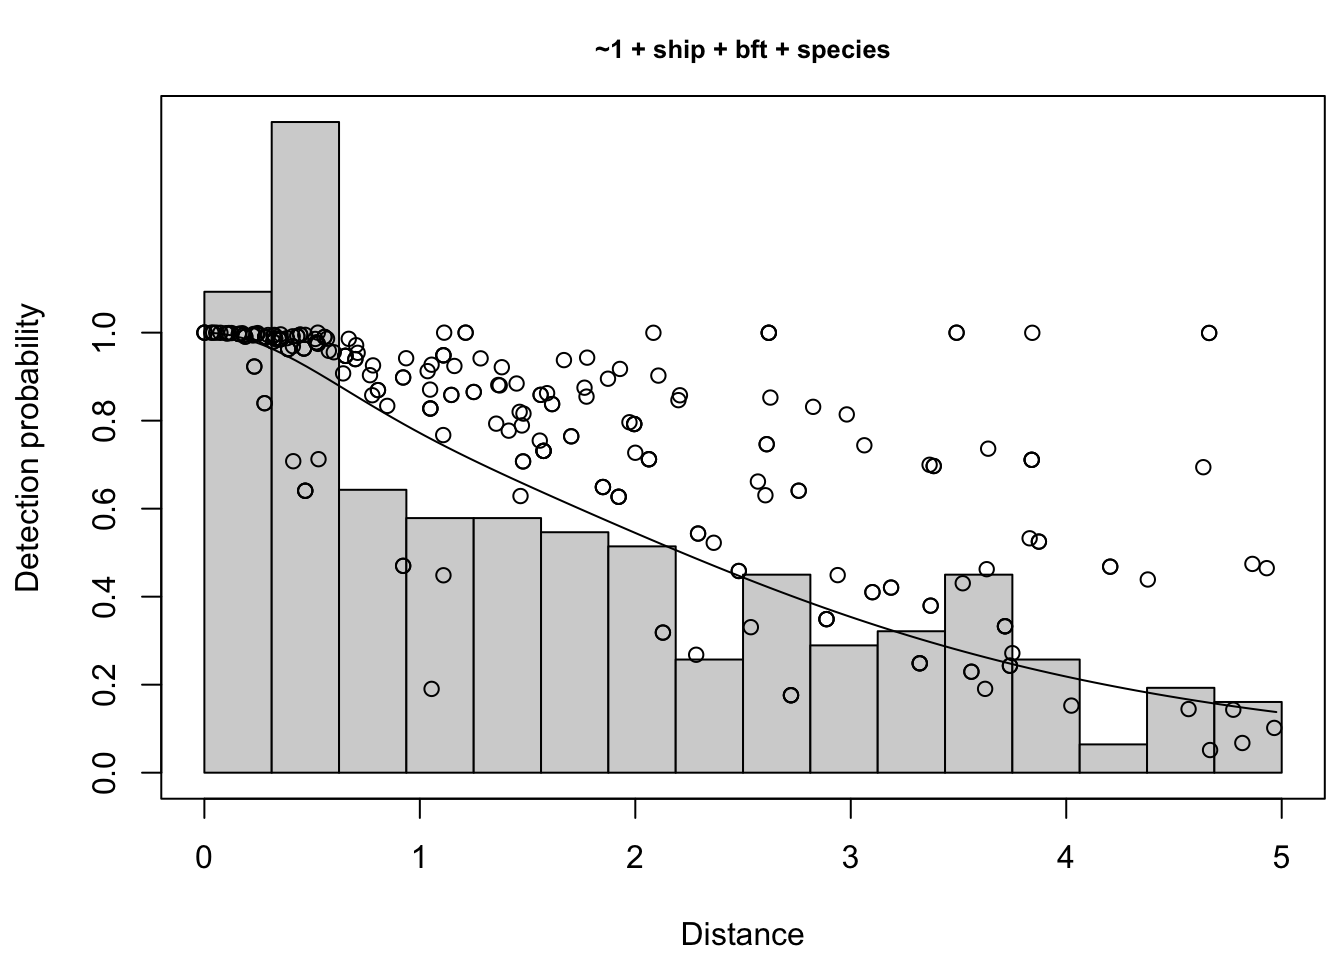 ~1 + ship + bft + species
Detection probability
1.0
0.8
0.6
0.4
0.2
0.0
0 1 2 3 4 5
Distance